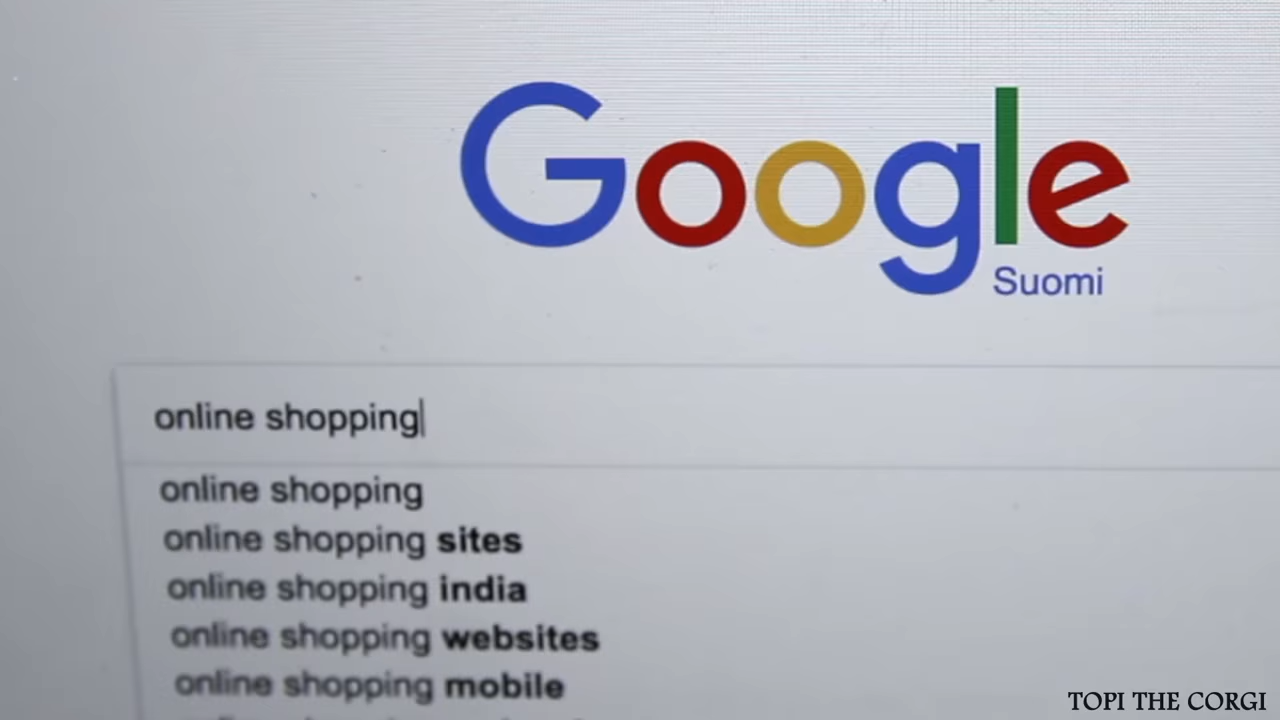 Google
Suomi
online shopping
online shopping
online shopping sites
online shopping india
online shopping websites
online shopping mobile
TOPI THE CORGI